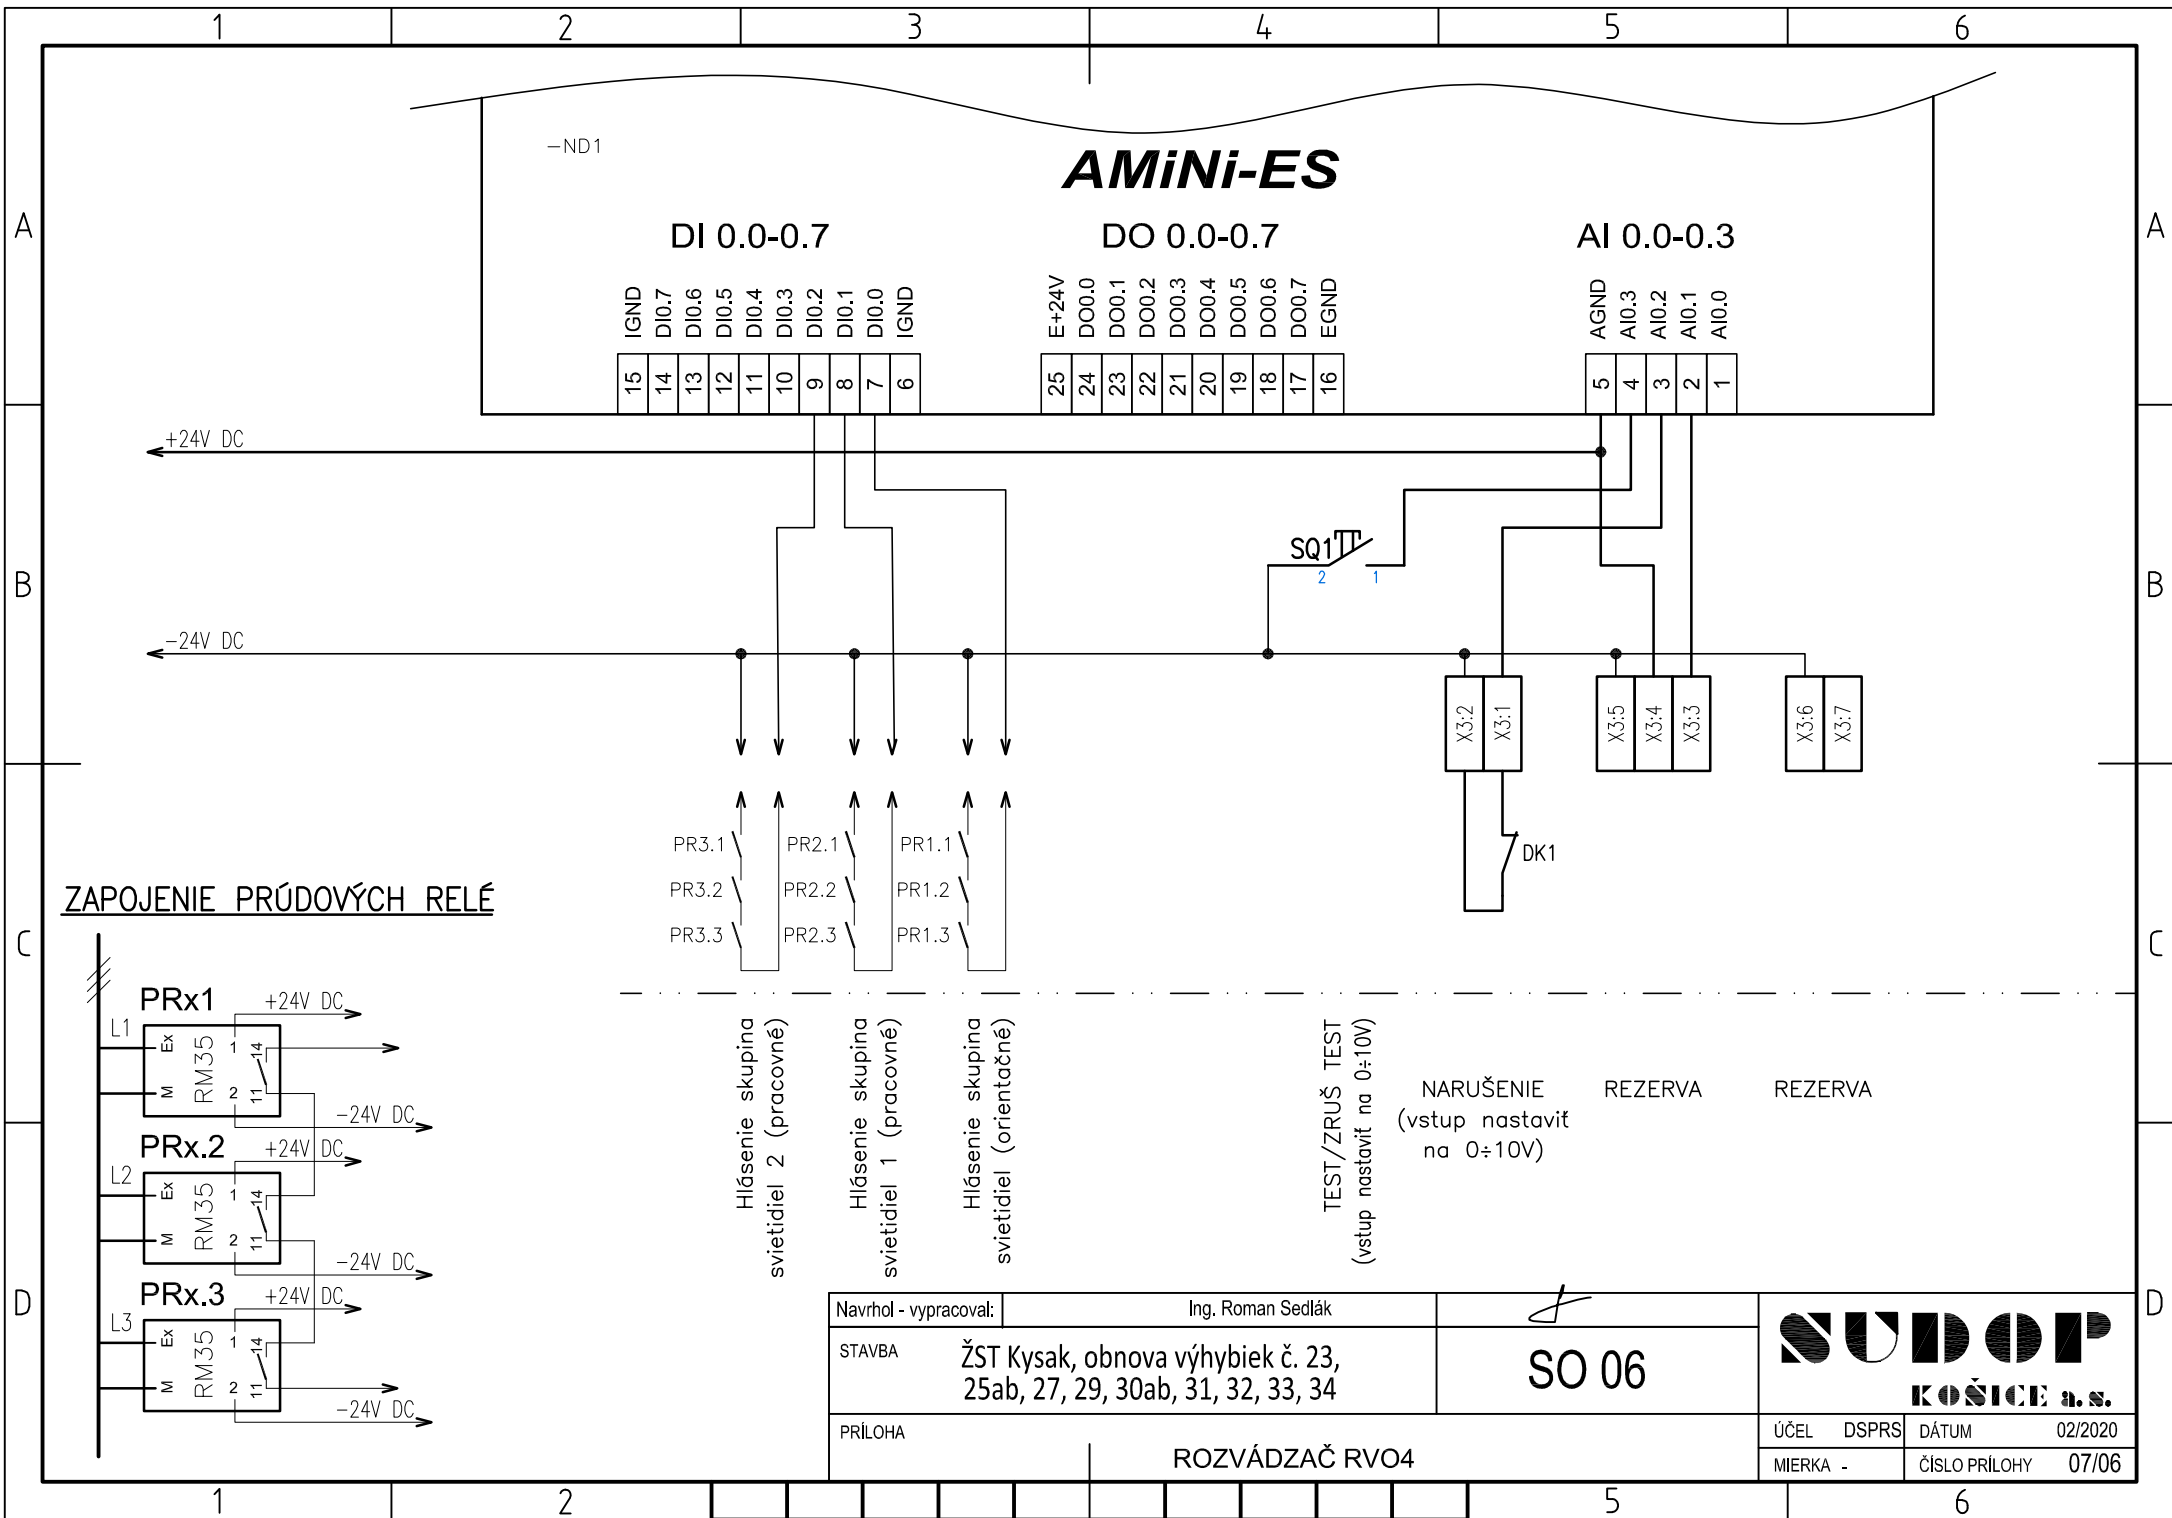 1 2 3 4 5 6
A A
B B
C C
D D
-ND1
AMiNi-ES
DI 0.0-0.7
DO 0.0-0.7
AI 0.0-0.3
IGND DI0.7 DI0.6 DI0.5 DI0.4 DI0.3 DI0.2 DI0.1 DI0.0 IGND
15 14 13 12 11 10 9 8 7 6
E+24V DO0.0 DO0.1 DO0.2 DO0.3 DO0.4 DO0.5 DO0.6 DO0.7 EGND
25 24 23 22 21 20 19 18 17 16
AGND AI0.3 AI0.2 AI0.1 AI0.0
5 4 3 2 1
+24V DC
SQ1
2 1
-24V DC
X3:2 X3:1
X3:5 X3:4 X3:3
X3:6 X3:7
PR3.1 PR2.1 PR1.1
PR3.2 PR2.2 PR1.2
PR3.3 PR2.3 PR1.3
DK1
ZAPOJENIE PRÚDOVÝCH RELÉ
PRx1
+24V DC
L1
Ex RM35 1 14
M 2 11
-24V DC
PRx.2
+24V DC
L2
Ex RM35 1 14
M 2 11
-24V DC
PRx.3
+24V DC
L3
Ex RM35 1 14
M 2 11
-24V DC
Hlásenie skupina
svietidiel 2 (pracovné)
Hlásenie skupina
svietidiel 1 (pracovné)
Hlásenie skupina
svietidiel (orientačné)
TEST/ZRUŠ TEST
(vstup nastaviť na 0÷10V)
NARUŠENIE
(vstup nastaviť
na 0÷10V)
REZERVA
REZERVA
Navrhol - vypracoval:
Ing. Roman Sedlák
STAVBA
ŽST Kysak, obnova výhybiek č. 23,
25ab, 27, 29, 30ab, 31, 32, 33, 34
SO 06
PRÍLOHA
ROZVÁDZAČ RVO4
SUDOP
KOŠICE a.s.
ÚČEL DSPRS
DÁTUM 02/2020
MIERKA -
ČÍSLO PRÍLOHY 07/06
1 2 5 6